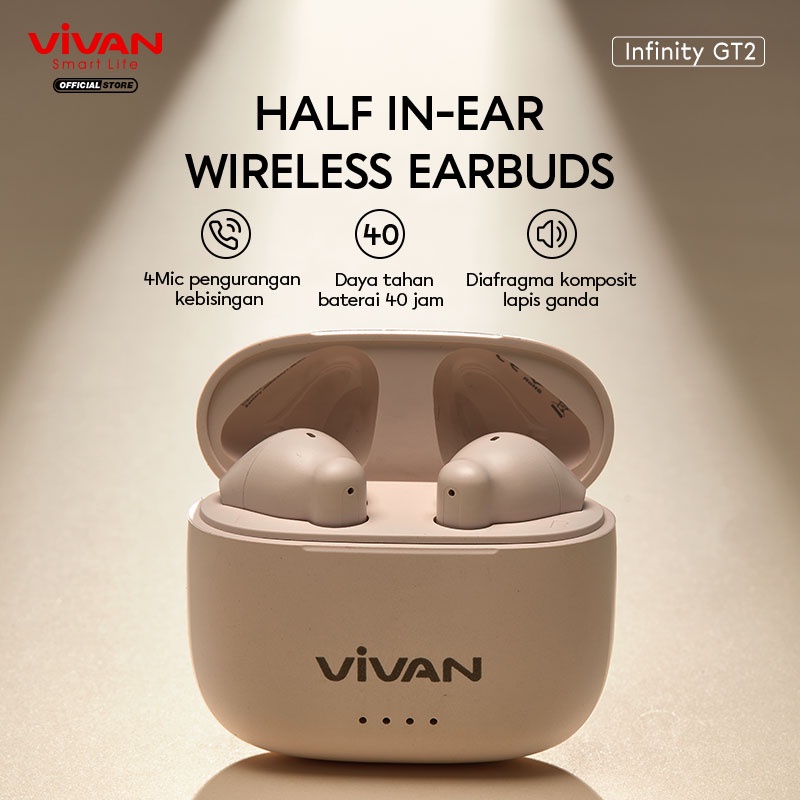 ViVAN
Smart Life
OFFICIAL STORE
Infinity GT2
HALF IN-EAR
WIRELESS EARBUDS
40
4Mic pengurangan
kebisingan
Daya tahan
baterai 40 jam
Diafragma komposit
lapis ganda
ViVAN